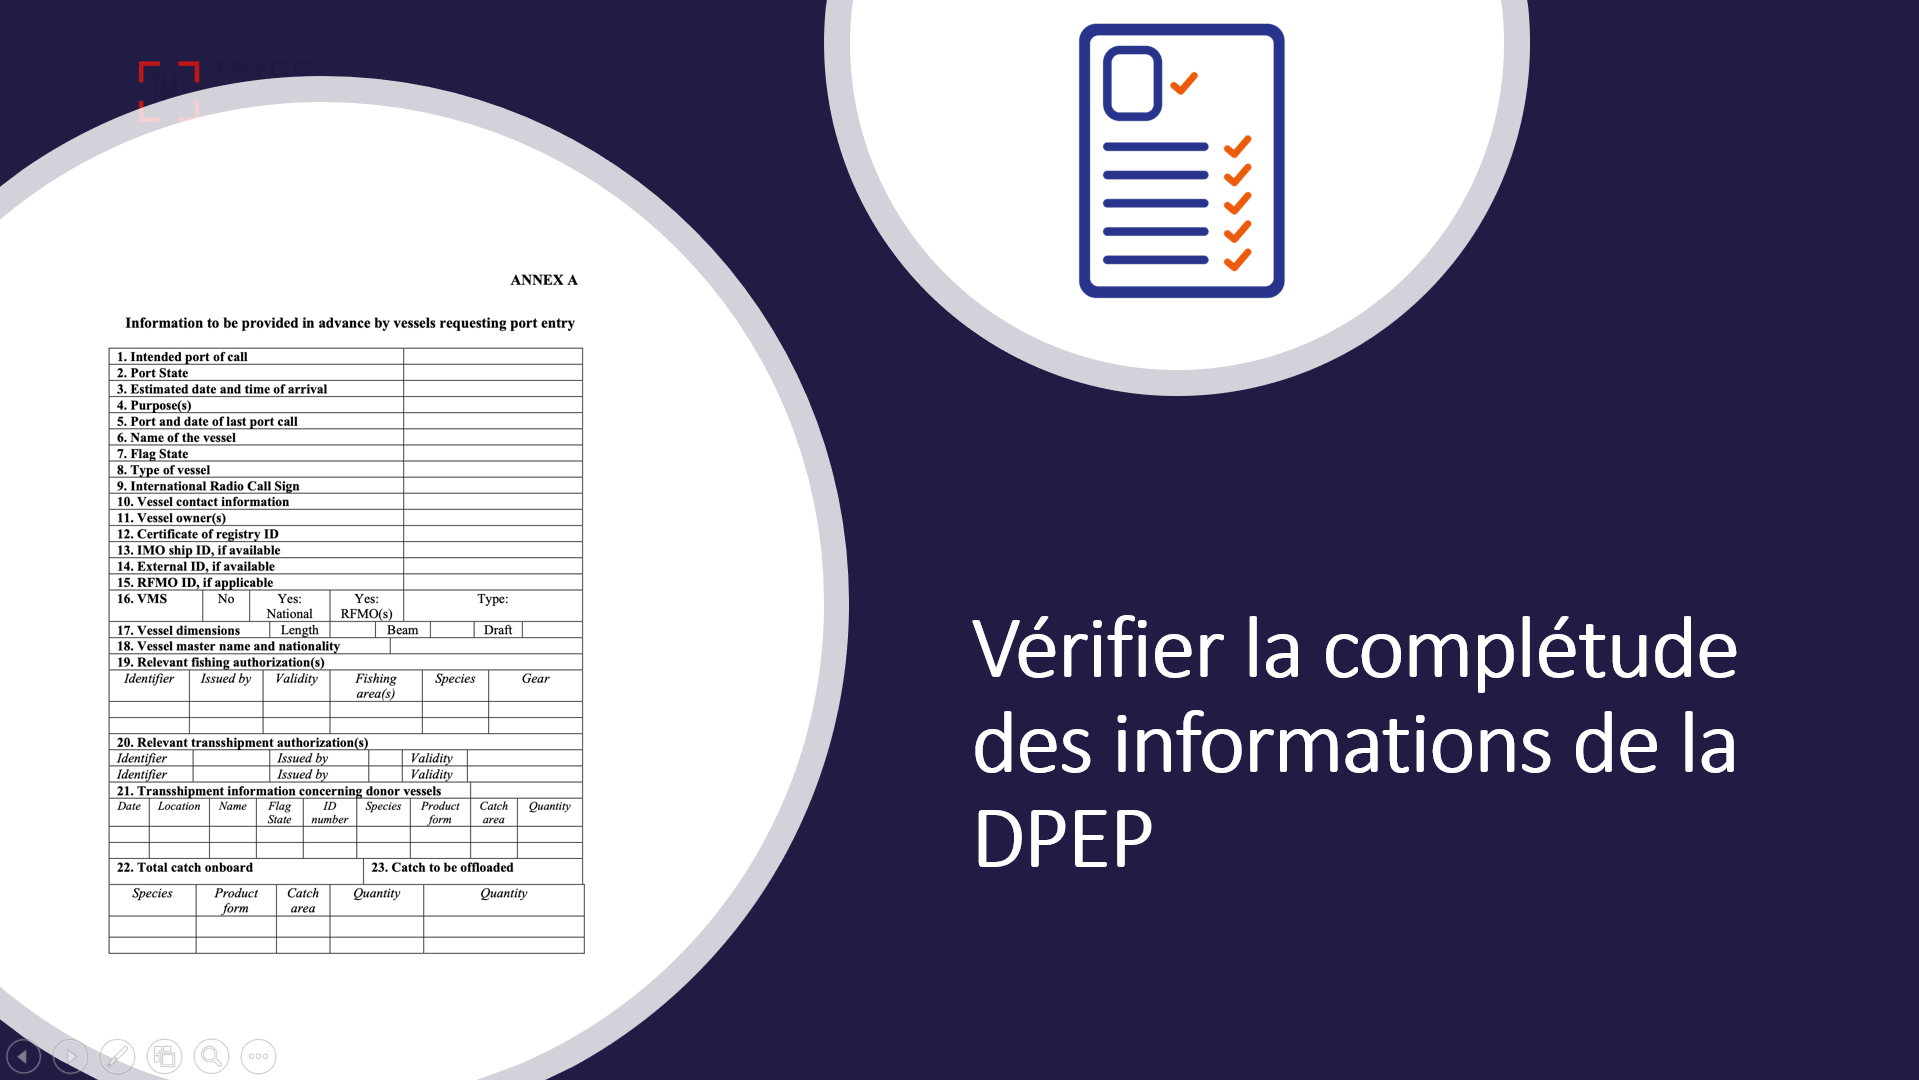 ANNEX A
Information to be provided in advance by vessels requesting port entry
1. Intended port of call
2. Port State
3. Estimated date and time of arrival
4. Purpose(s)
5. Port and date of last port call
6. Name of the vessel
7. Flag State
8. Type of vessel
9. International Radio Call Sign
10. Vessel contact information
11. Vessel owner(s)
12. Certificate of registry ID
13. IMO ship ID, if available
14. External ID, if available
15. RFMO ID, if applicable
16. VMS No Yes: National Yes: RFMO(s) Type:
17. Vessel dimensions Length Beam Draft
18. Vessel master name and nationality
19. Relevant fishing authorization(s)
Identifier Issued by Validity Fishing area(s) Species Gear
20. Relevant transshipment authorization(s)
Identifier Issued by Validity
Identifier Issued by Validity
21. Transshipment information concerning donor vessels
Date Location Name Flag State ID number Species Product form Catch area Quantity
22. Total catch onboard 23. Catch to be offloaded
Species Product form Catch area Quantity Quantity
Vérifier la complétude
des informations de la
DPEP